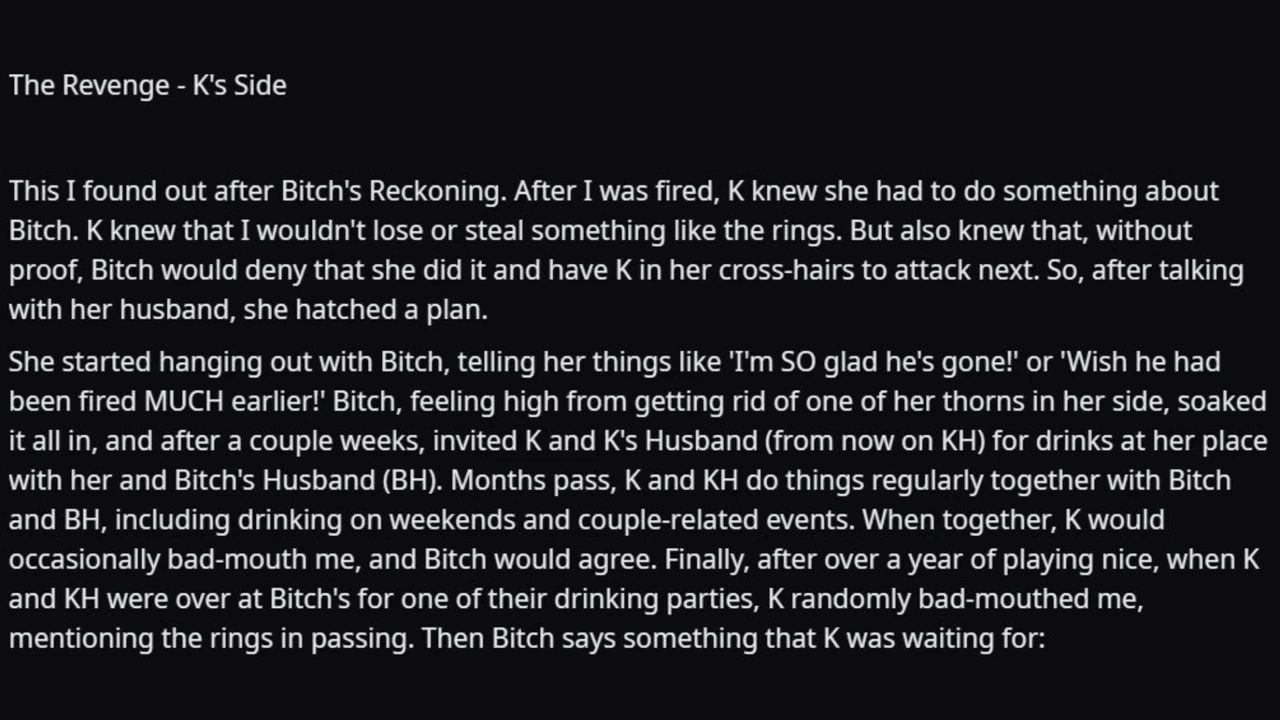 The Revenge - K's Side
This I found out after Bitch's Reckoning. After I was fired, K knew she had to do something about
Bitch. K knew that I wouldn't lose or steal something like the rings. But also knew that, without
proof, Bitch would deny that she did it and have K in her cross-hairs to attack next. So, after talking
with her husband, she hatched a plan.
She started hanging out with Bitch, telling her things like 'I'm SO glad he's gone!' or 'Wish he had
been fired MUCH earlier!' Bitch, feeling high from getting rid of one of her thorns in her side, soaked
it all in, and after a couple weeks, invited K and K's Husband (from now on KH) for drinks at her place
with her and Bitch's Husband (BH). Months pass, K and KH do things regularly together with Bitch
and BH, including drinking on weekends and couple-related events. When together, K would
occasionally bad-mouth me, and Bitch would agree. Finally, after over a year of playing nice, when K
and KH were over at Bitch's for one of their drinking parties, K randomly bad-mouthed me,
mentioning the rings in passing. Then Bitch says something that K was waiting for: